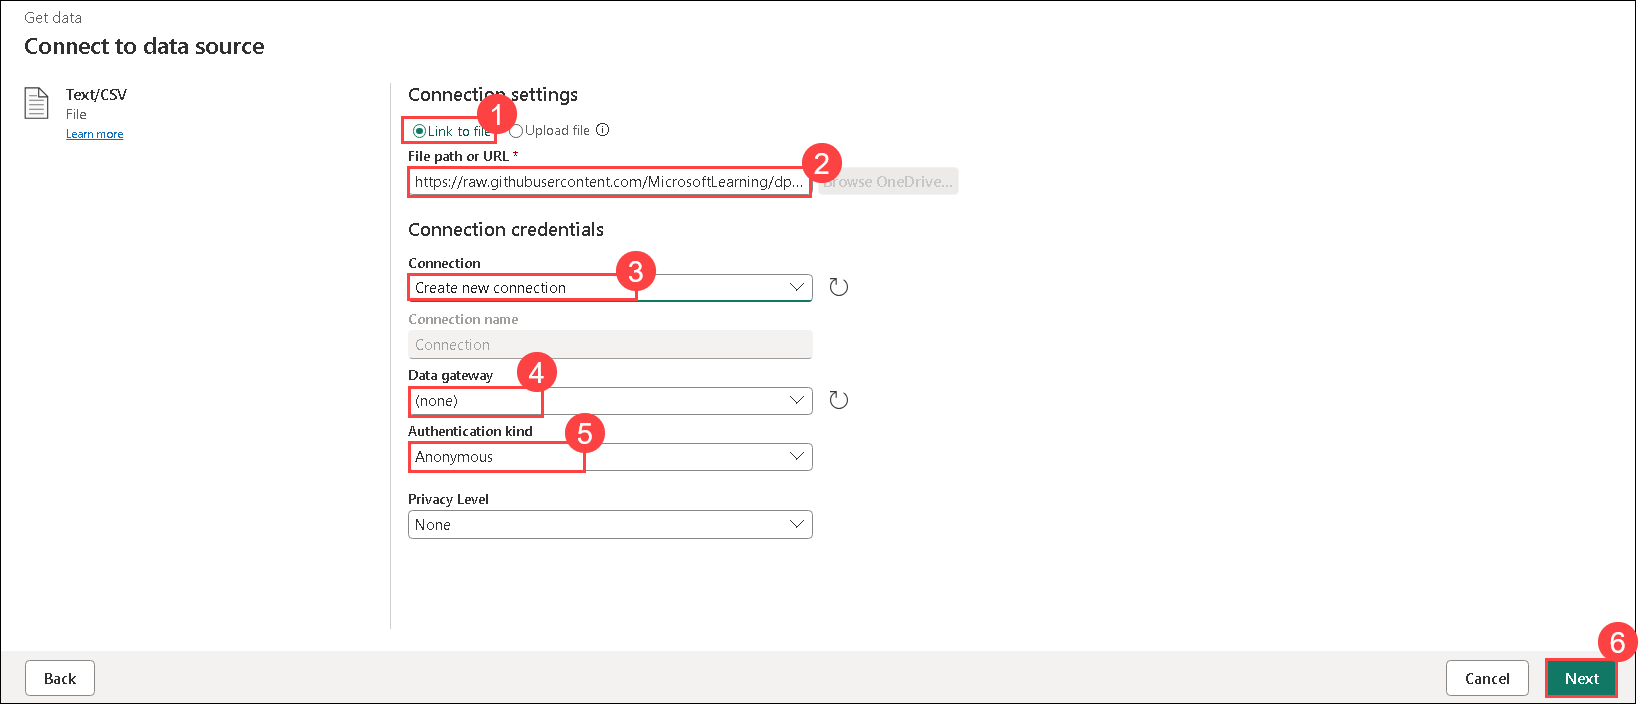 Get data
Connect to data source
Text/CSV
File
Learn more
Connection settings
1
Link to file
Upload file
File path or URL *
2
https://raw.githubusercontent.com/MicrosoftLearning/dp...
Browse OneDrive...
Connection credentials
Connection
3
Create new connection
Connection name
Connection
Data gateway
4
(none)
Authentication kind
5
Anonymous
Privacy Level
None
6
Back
Cancel
Next